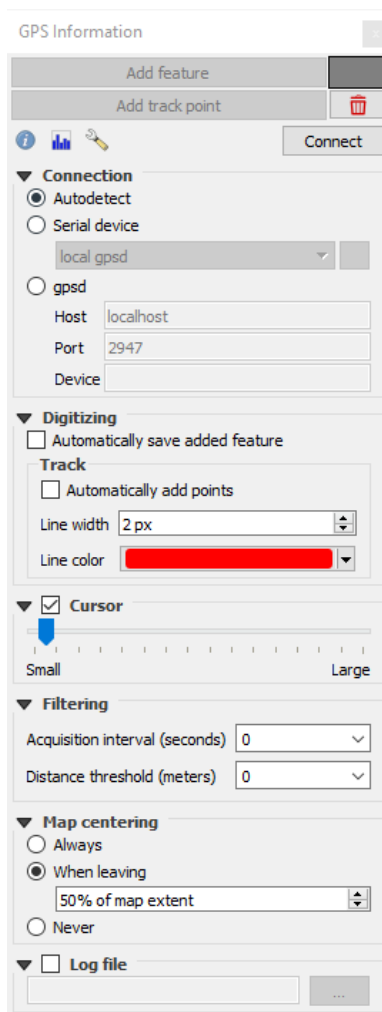 GPS Information
Add feature
Add track point
Connect
Connection
Autodetect
Serial device
local gpsd
gpsd
Host localhost
Port 2947
Device
Digitizing
Automatically save added feature
Track
Automatically add points
Line width 2 px
Line color
Cursor
Small Large
Filtering
Acquisition interval (seconds) 0
Distance threshold (meters) 0
Map centering
Always
When leaving
50% of map extent
Never
Log file
...